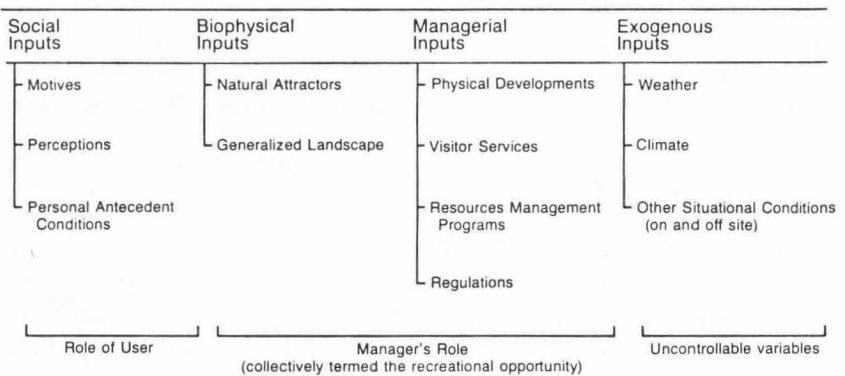 Social
Inputs
Biophysical
Inputs
Managerial
Inputs
Exogenous
Inputs
Motives
Perceptions
Personal Antecedent
Conditions
Natural Attractors
Generalized Landscape
Physical Developments
Visitor Services
Resources Management
Programs
Regulations
Weather
Climate
Other Situational Conditions
(on and off site)
Role of User
Manager's Role
(collectively termed the recreational opportunity)
Uncontrollable variables